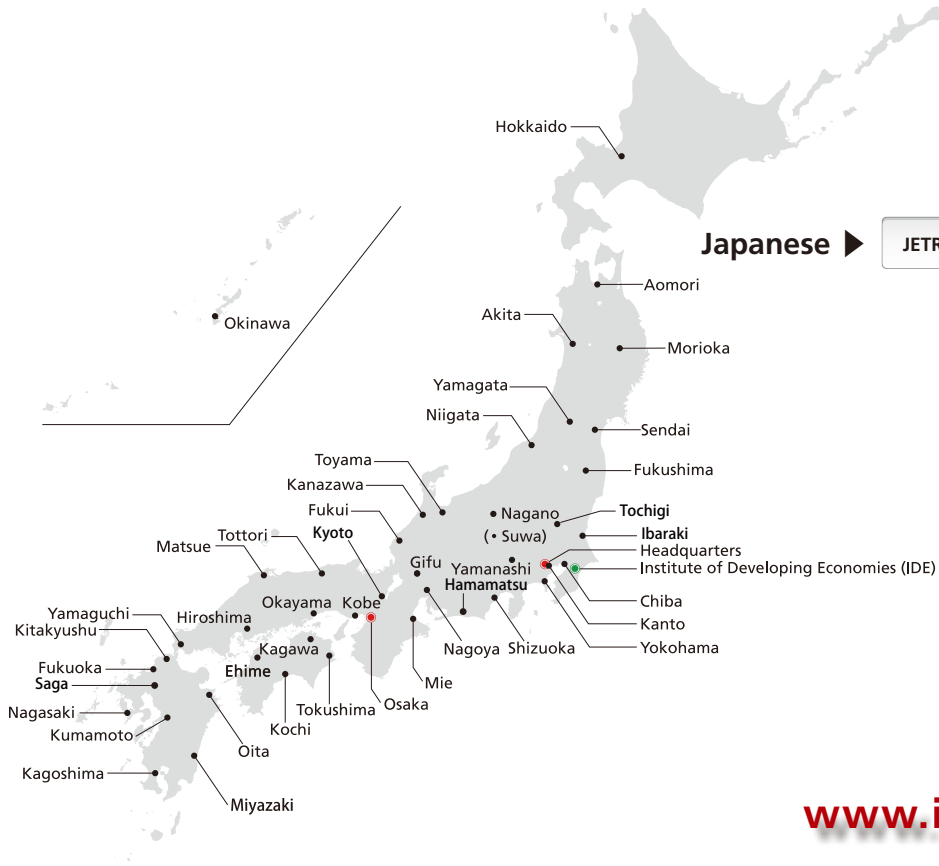 Hokkaido
Japanese ▶ JETR
Aomori
Okinawa
Akita
Morioka
Yamagata
Niigata
Sendai
Toyama
Fukushima
Kanazawa
Nagano
Tochigi
Fukui
Kyoto
(• Suwa)
Ibaraki
Tottori
Matsue
Headquarters
Gifu
Yamanashi
Institute of Developing Economies (IDE)
Hamamatsu
Okayama
Kobe
Chiba
Yamaguchi
Hiroshima
Kanto
Kitakyushu
Kagawa
Nagoya
Shizuoka
Yokohama
Fukuoka
Ehime
Saga
Mie
Nagasaki
Tokushima
Osaka
Kochi
Kumamoto
Oita
Kagoshima
Miyazaki
www.i